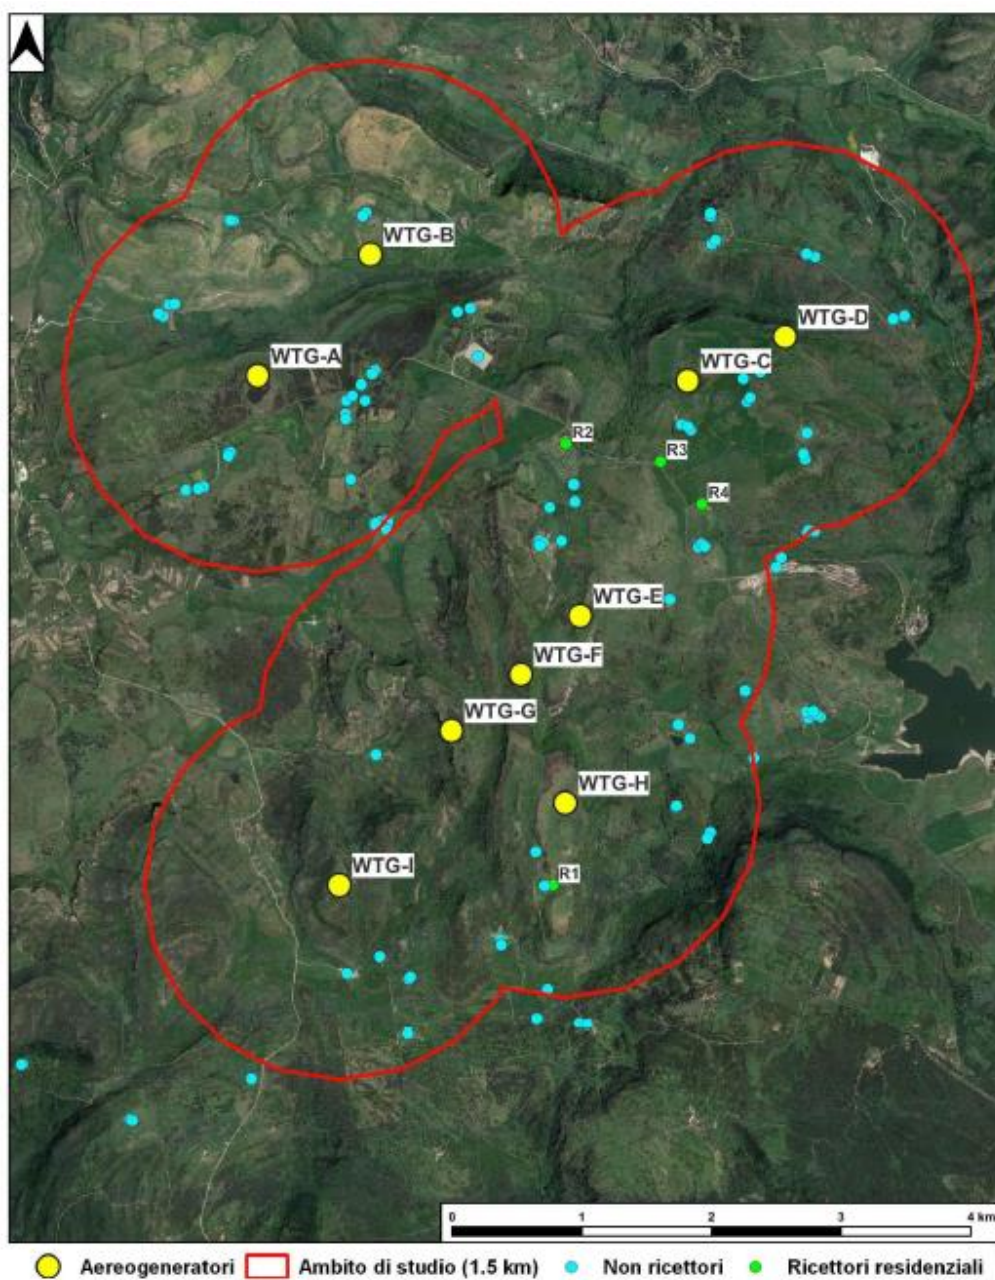 WTG-B
WTG-D
WTG-A
WTG-C
R2
R3
R4
WTG-E
WTG-F
WTG-G
WTG-H
WTG-I
R1
0 1 2 3 4 km
Aereogeneratori Ambito di studio (1.5 km) Non ricettori Ricettori residenziali